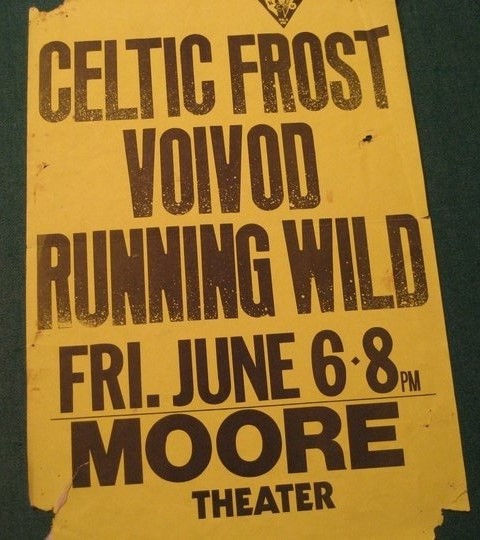 CELTIC FROST
VOIVOD
RUNNING WILD
FRI. JUNE 6·8PM
MOORE
THEATER